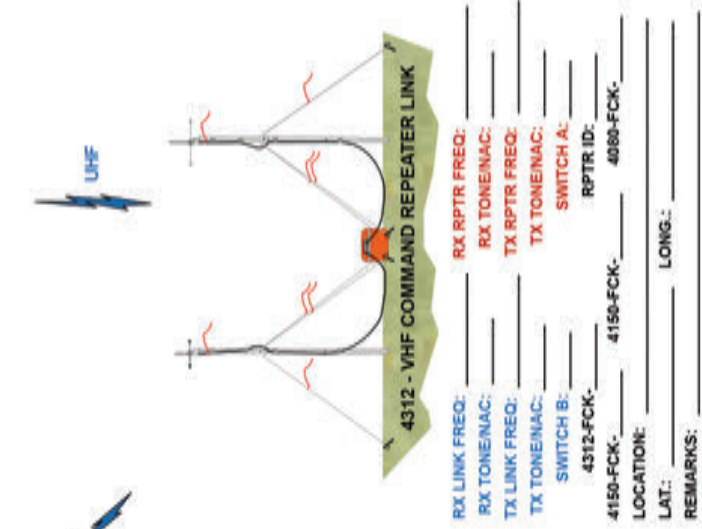 UHF
4312 - VHF COMMAND REPEATER LINK
RX LINK FREQ: RX RPTR FREQ:
RX TONE/NAC: RX TONE/NAC:
TX LINK FREQ: TX RPTR FREQ:
TX TONE/NAC: TX TONE/NAC:
SWITCH B: SWITCH A:
4312-FCK- RPTR ID:
4150-FCK- 4150-FCK- 4080-FCK-
LOCATION:
LAT.: LONG.:
REMARKS: